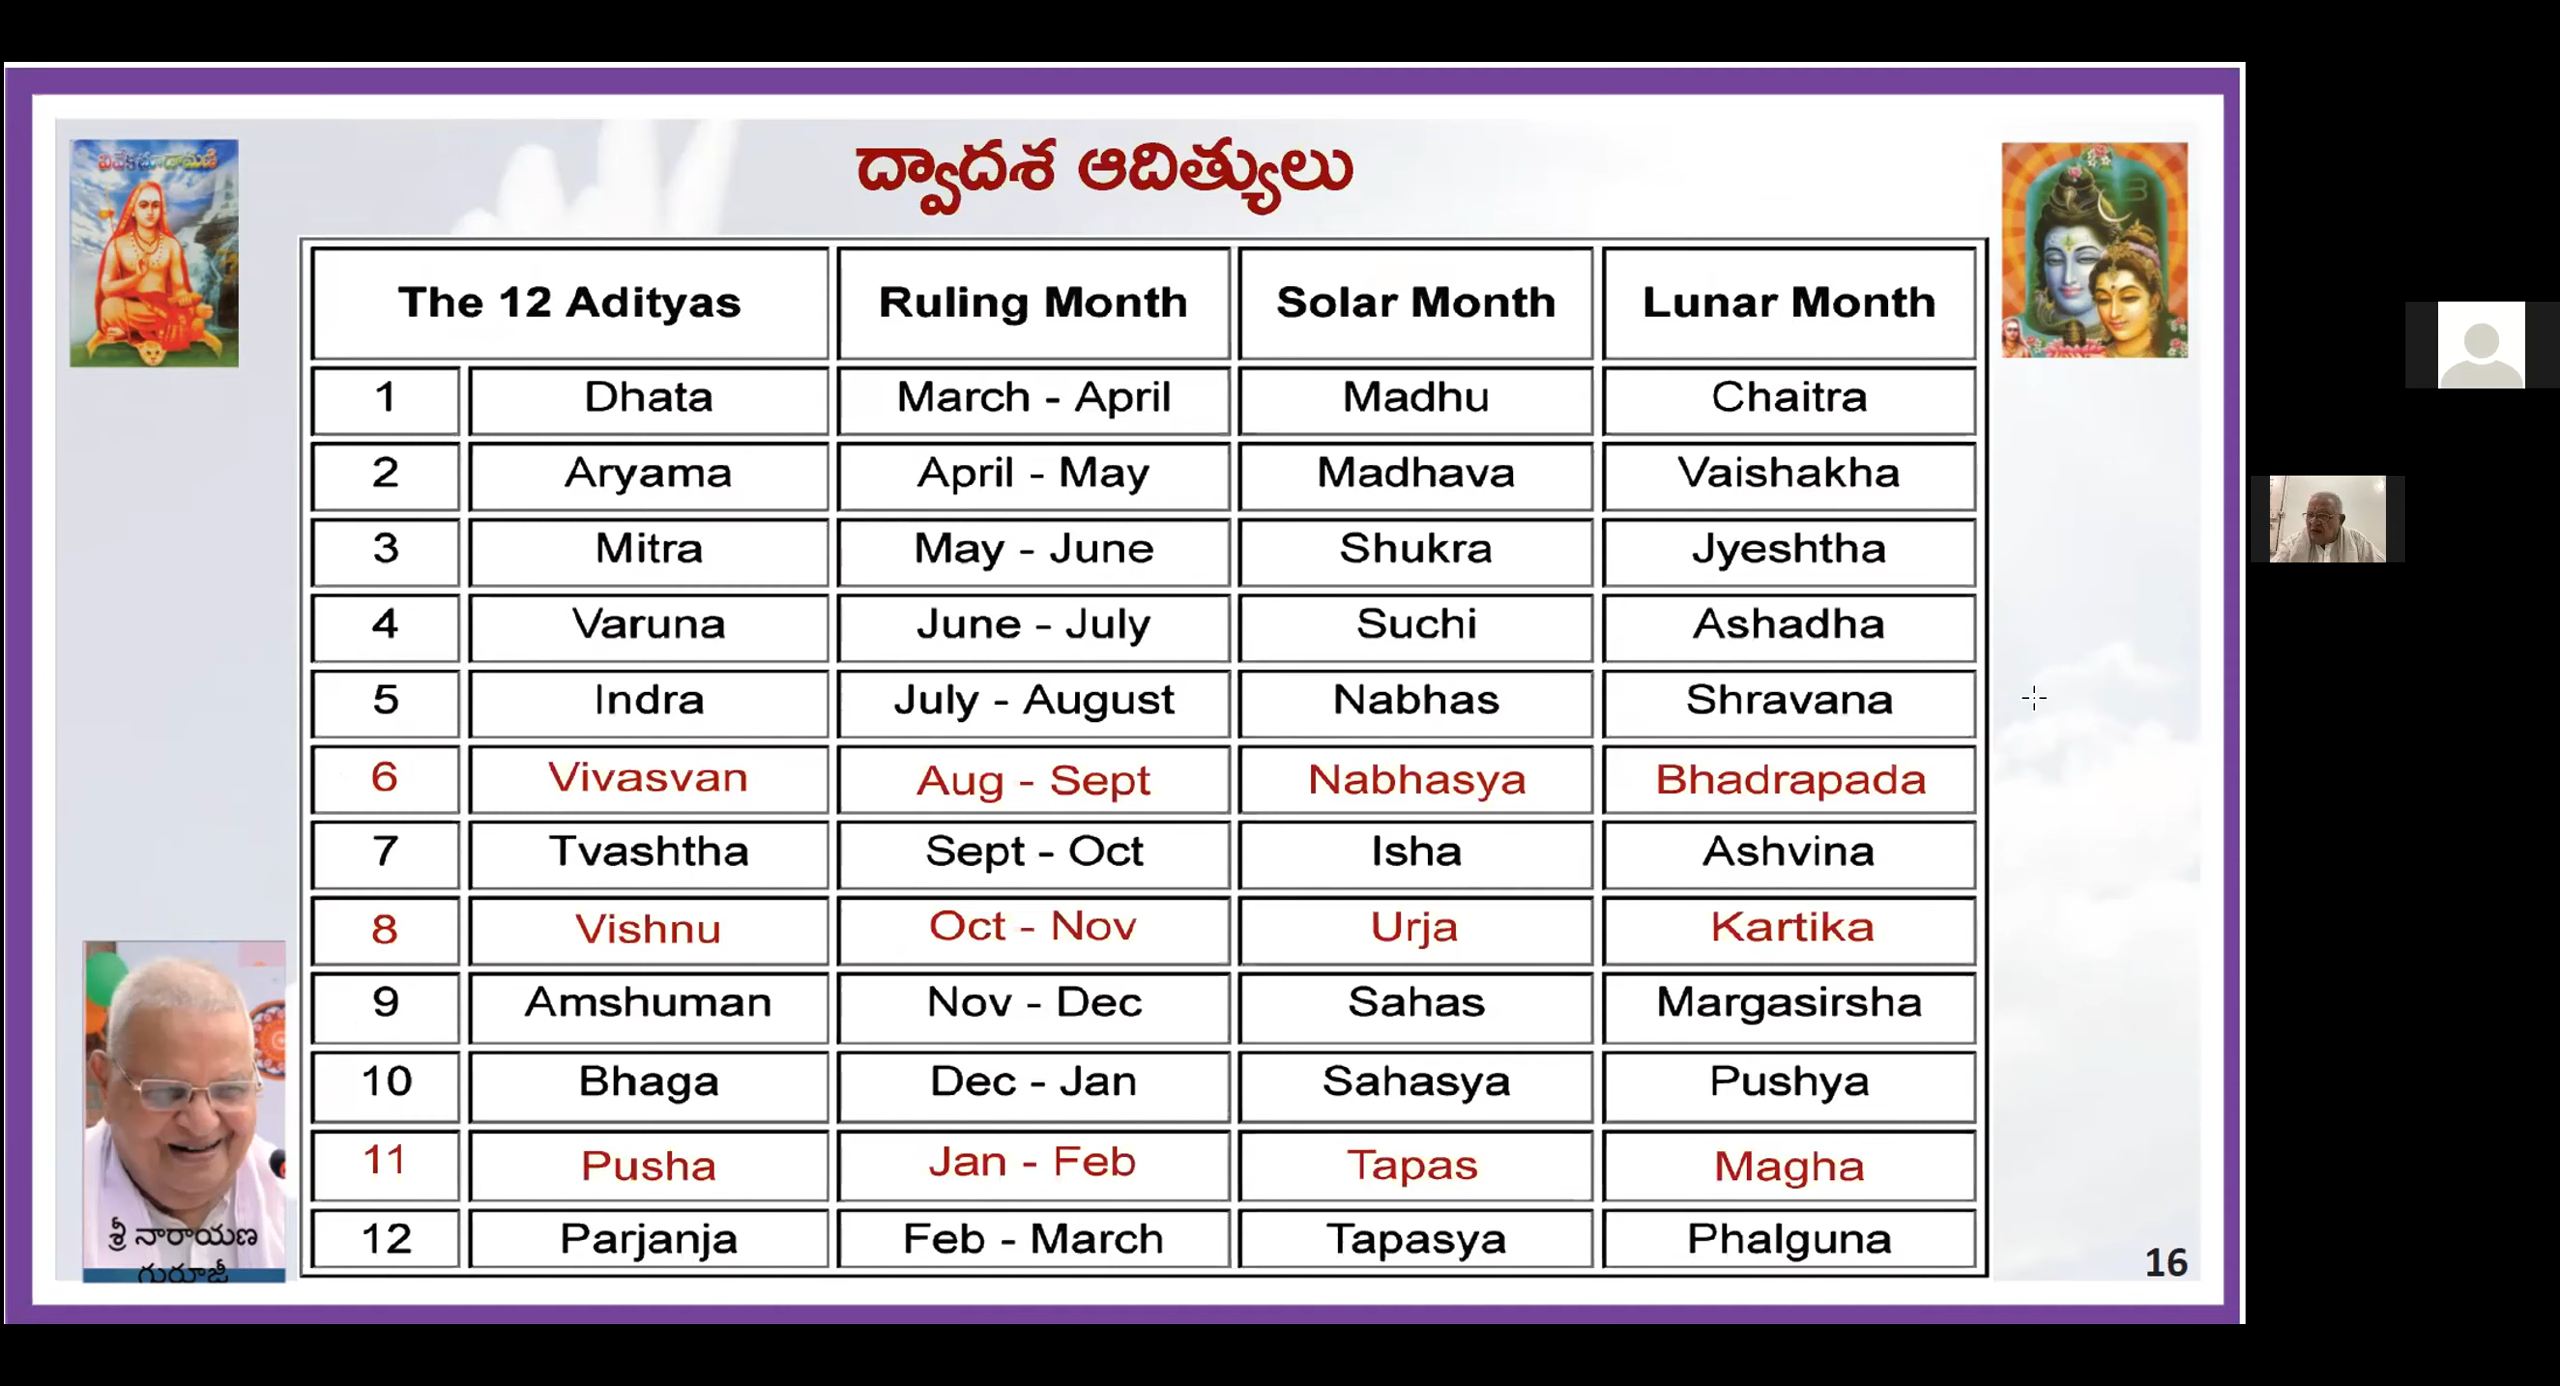 వివేకచూడామణి
ద్వాదశ ఆదిత్యులు
The 12 Adityas Ruling Month Solar Month Lunar Month
1 Dhata March - April Madhu Chaitra
2 Aryama April - May Madhava Vaishakha
3 Mitra May - June Shukra Jyeshtha
4 Varuna June - July Suchi Ashadha
5 Indra July - August Nabhas Shravana
6 Vivasvan Aug - Sept Nabhasya Bhadrapada
7 Tvashtha Sept - Oct Isha Ashvina
8 Vishnu Oct - Nov Urja Kartika
9 Amshuman Nov - Dec Sahas Margasirsha
10 Bhaga Dec - Jan Sahasya Pushya
11 Pusha Jan - Feb Tapas Magha
12 Parjanja Feb - March Tapasya Phalguna
శ్రీ నారాయణ
గురూజీ
16